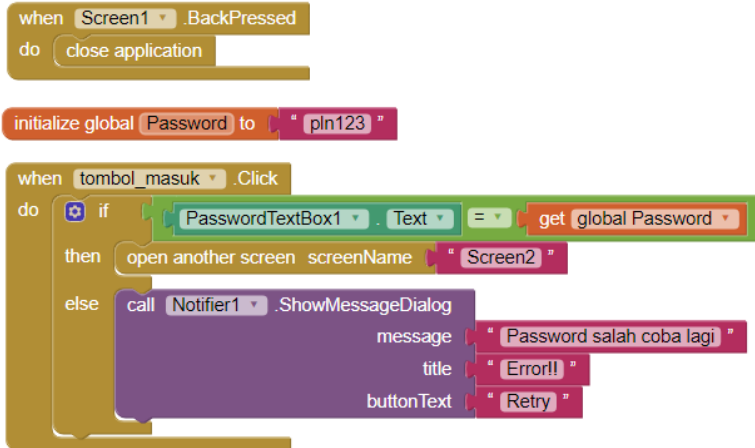 when Screen1 .BackPressed
do close application
initialize global Password to " pln123 "
when tombol_masuk .Click
do if PasswordTextBox1 . Text = get global Password
then open another screen screenName " Screen2 "
else call Notifier1 .ShowMessageDialog
message " Password salah coba lagi "
title " Error!! "
buttonText " Retry "